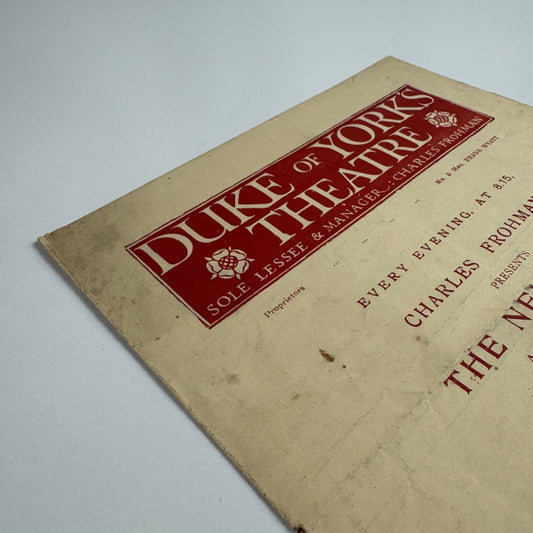 DUKE OF YORK'S
THEATRE
SOLE LESSEE & MANAGER : CHARLES FROHMAN
Proprietors ... ... ... MR. & MRS. FRANK WYATT
EVERY EVENING, AT 8.15,
CHARLES FROHMAN
PRESENTS
THE NE
A